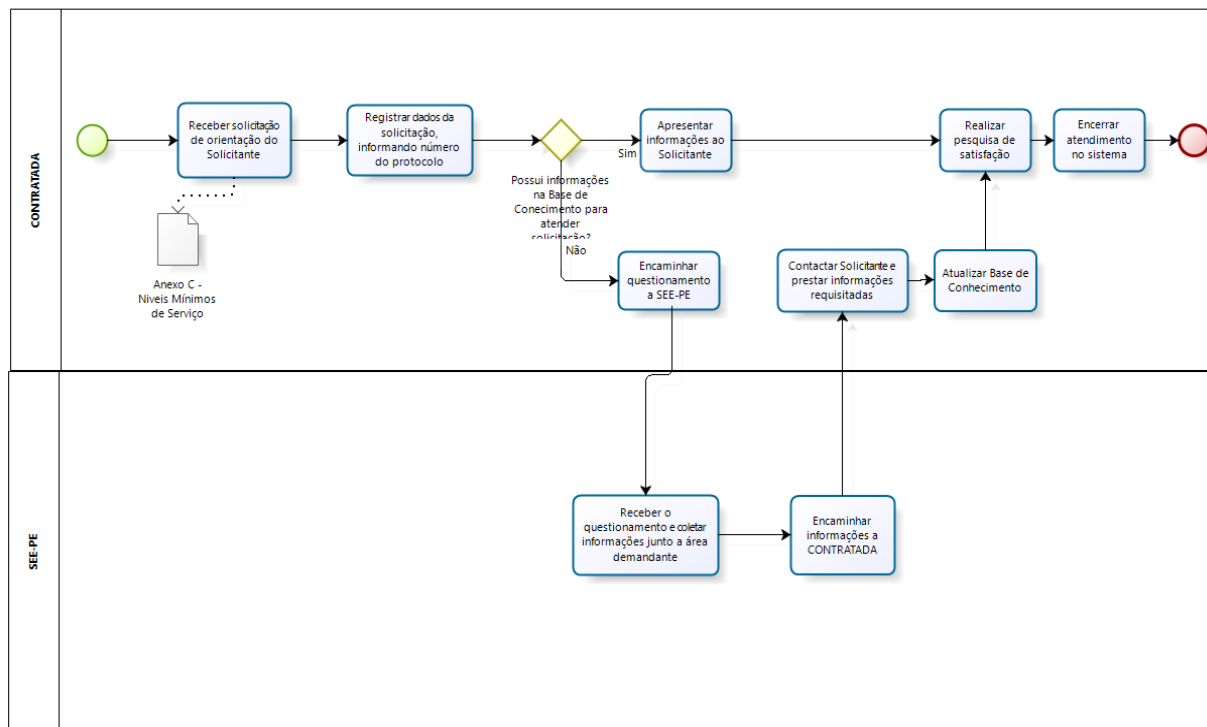 CONTRATADA
Receber solicitação
de orientação do
Solicitante
Registrar dados da
solicitação,
informando número
do protocolo
Possui informações
na Base de
Conecimento para
atender
solicitação?
Sim
Não
Apresentar
informações ao
Solicitante
Realizar
pesquisa de
satisfação
Encerrar
atendimento
no sistema
Anexo C -
Niveis Mínimos
de Serviço
Encaminhar
questionamento
a SEE-PE
Contactar Solicitante e
prestar informações
requisitadas
Atualizar Base de
Conhecimento
SEE-PE
Receber o
questionamento e coletar
informações junto a área
demandante
Encaminhar
informações a
CONTRATADA